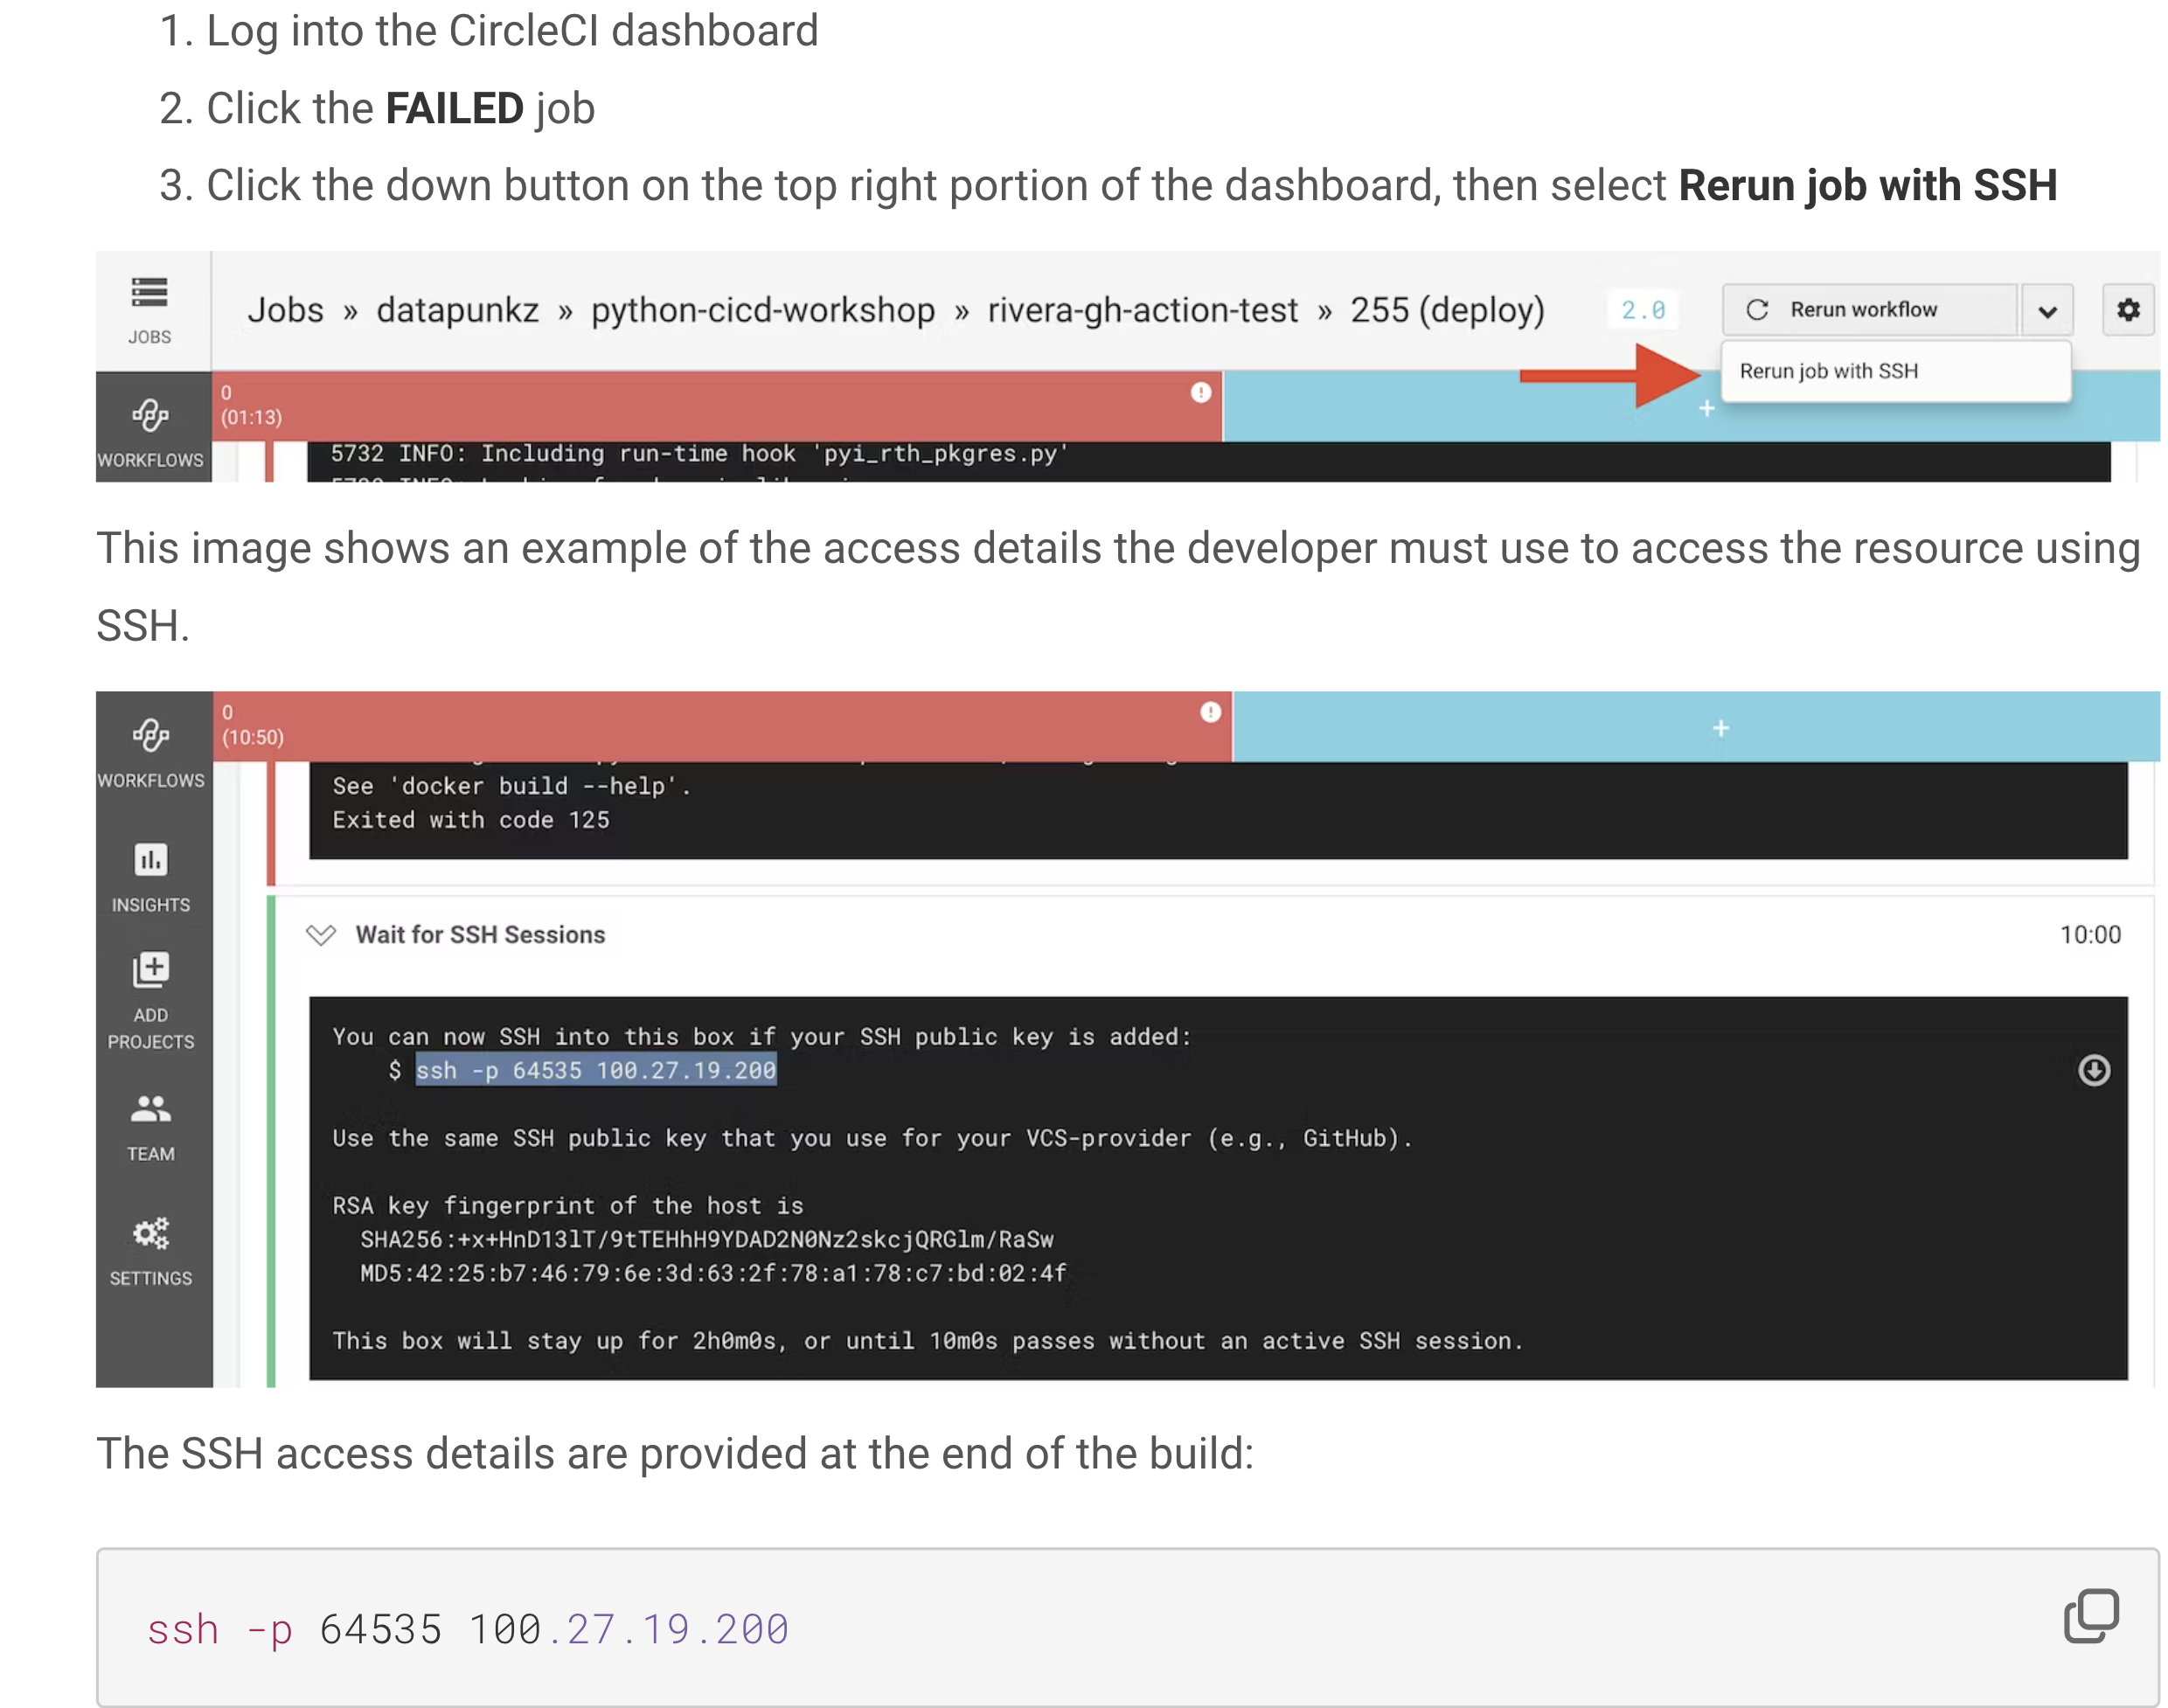 1. Log into the CircleCI dashboard
2. Click the FAILED job
3. Click the down button on the top right portion of the dashboard, then select Rerun job with SSH
JOBS
Jobs » datapunkz » python-cicd-workshop » rivera-gh-action-test » 255 (deploy)
2.0
Rerun workflow
Rerun job with SSH
0
(01:13)
+
WORKFLOWS
5732 INFO: Including run-time hook 'pyi_rth_pkgres.py'
This image shows an example of the access details the developer must use to access the resource using
SSH.
0
(10:50)
+
WORKFLOWS
See 'docker build --help'.
Exited with code 125
INSIGHTS
Wait for SSH Sessions
10:00
ADD
PROJECTS
You can now SSH into this box if your SSH public key is added:
$ ssh -p 64535 100.27.19.200
TEAM
Use the same SSH public key that you use for your VCS-provider (e.g., GitHub).
RSA key fingerprint of the host is
SHA256:+x+HnD13lT/9tTEHhH9YDAD2N0Nz2skcjQRGlm/RaSw
MD5:42:25:b7:46:79:6e:3d:63:2f:78:a1:78:c7:bd:02:4f
SETTINGS
This box will stay up for 2h0m0s, or until 10m0s passes without an active SSH session.
The SSH access details are provided at the end of the build:
ssh -p 64535 100.27.19.200